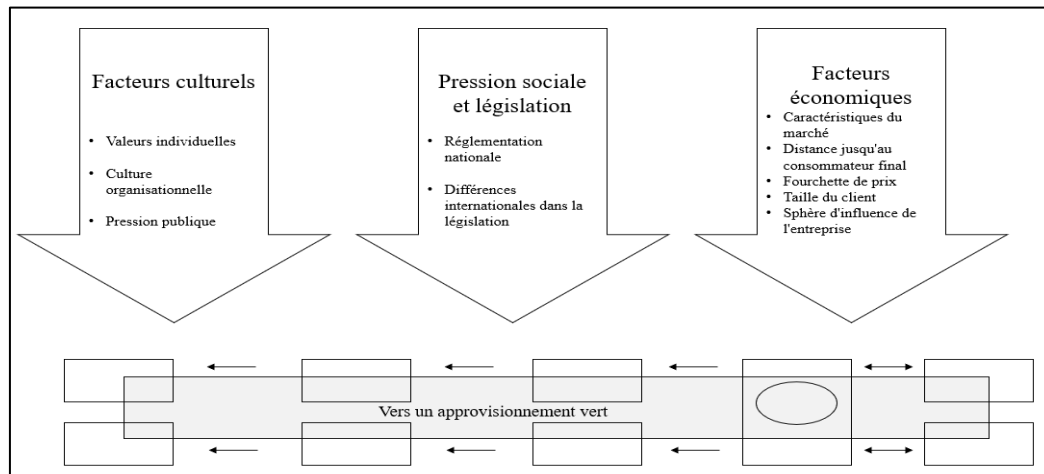 Facteurs culturels
• Valeurs individuelles
• Culture
organisationnelle
• Pression publique
Pression sociale
et législation
• Réglementation
nationale
• Différences
internationales dans la
législation
Facteurs
économiques
• Caractéristiques du
marché
• Distance jusqu'au
consommateur final
• Fourchette de prix
• Taille du client
• Sphère d'influence de
l'entreprise
Vers un approvisionnement vert